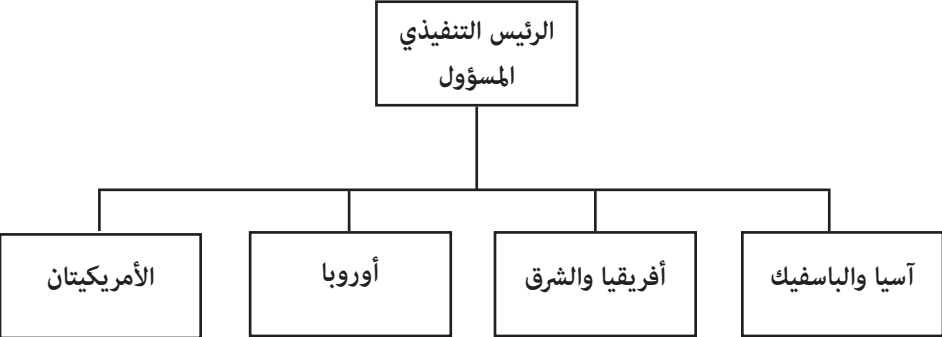 الرئيس التنفيذي
المسؤول
آسيا والباسفيك
أفريقيا والشرق
أوروبا
الأمريكيتان